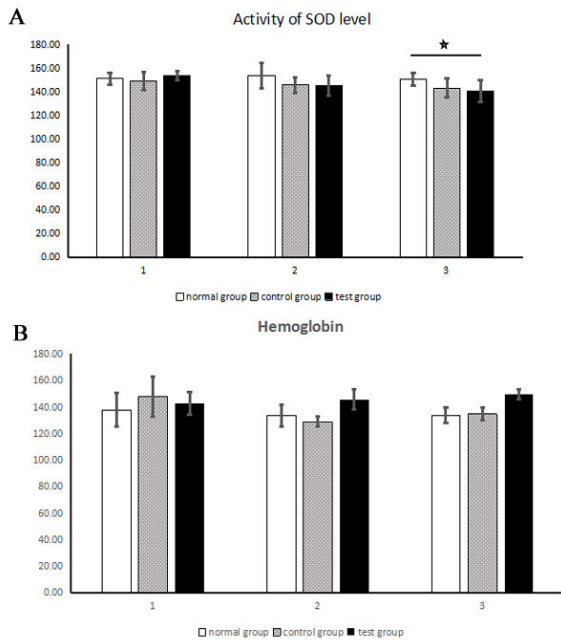 A
Activity of SOD level
180.00
160.00
140.00
120.00
100.00
80.00
60.00
40.00
20.00
0.00
1 2 3
normal group control group test group
B
Hemoglobin
180.00
160.00
140.00
120.00
100.00
80.00
60.00
40.00
20.00
0.00
1 2 3
normal group control group test group